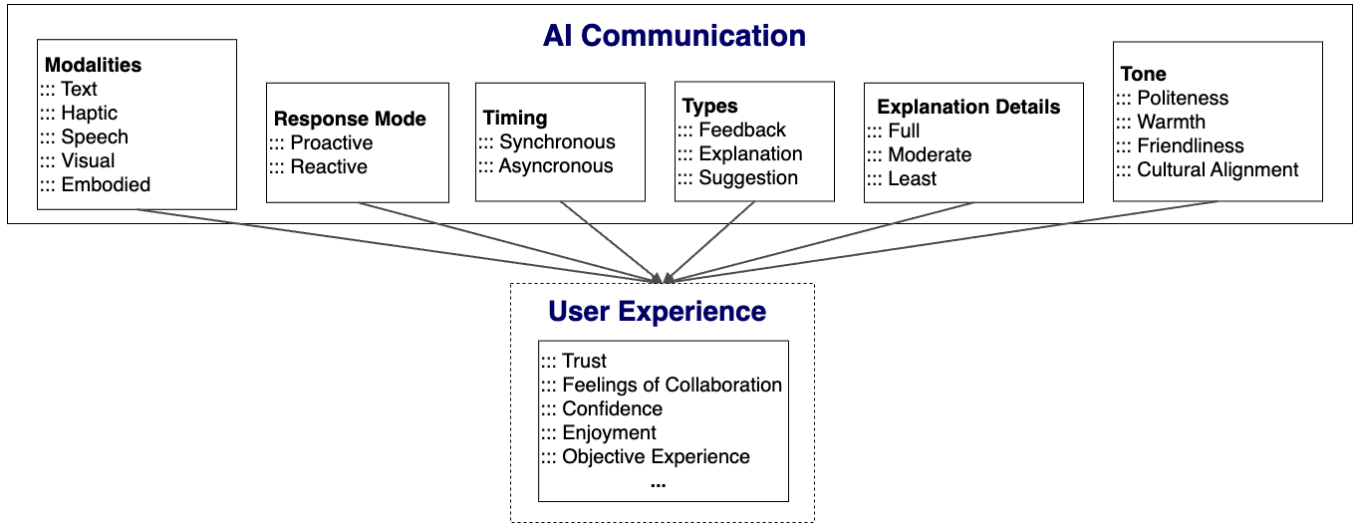 AI Communication
Modalities
::: Text
::: Haptic
::: Speech
::: Visual
::: Embodied
Response Mode
::: Proactive
::: Reactive
Timing
::: Synchronous
::: Asyncronous
Types
::: Feedback
::: Explanation
::: Suggestion
Explanation Details
::: Full
::: Moderate
::: Least
Tone
::: Politeness
::: Warmth
::: Friendliness
::: Cultural Alignment
User Experience
::: Trust
::: Feelings of Collaboration
::: Confidence
::: Enjoyment
::: Objective Experience
...